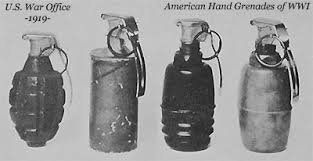 U.S. War Office
-1919-
American Hand Grenades of WWI